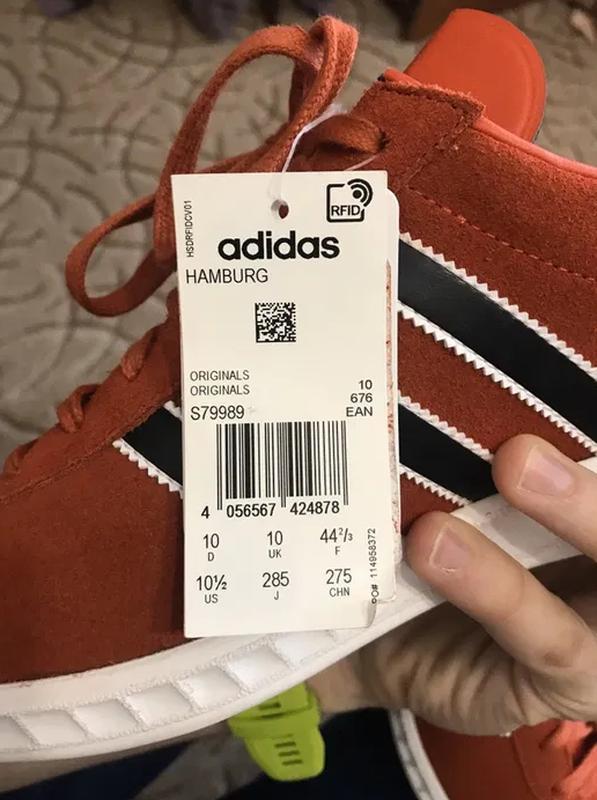 HSDRFIDCV01
RFID
adidas
HAMBURG
ORIGINALS
ORIGINALS
10
676
S79989
EAN
4 056567 424878
10 10 44²/₃
D UK F
10½ 285 275
US J CHN
PO# 114958372